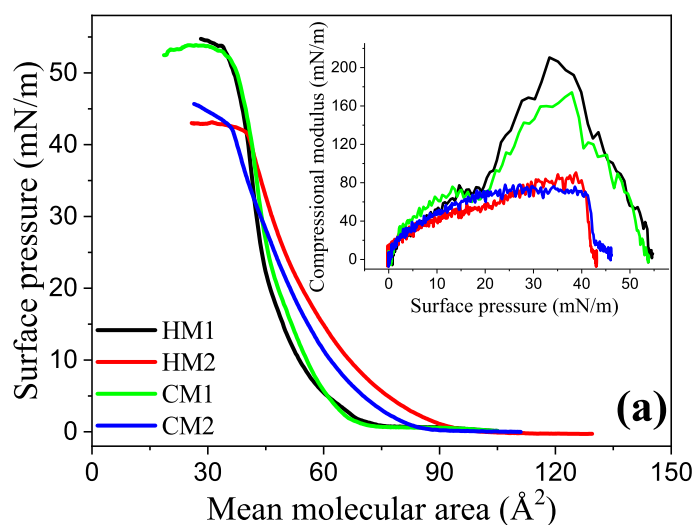 Surface pressure (mN/m)
50
40
30
20
10
0
0
30
60
90
120
150
Mean molecular area (Å²)
HM1
HM2
CM1
CM2
(a)
Compressional modulus (mN/m)
200
160
120
80
40
0
0
10
20
30
40
50
Surface pressure (mN/m)